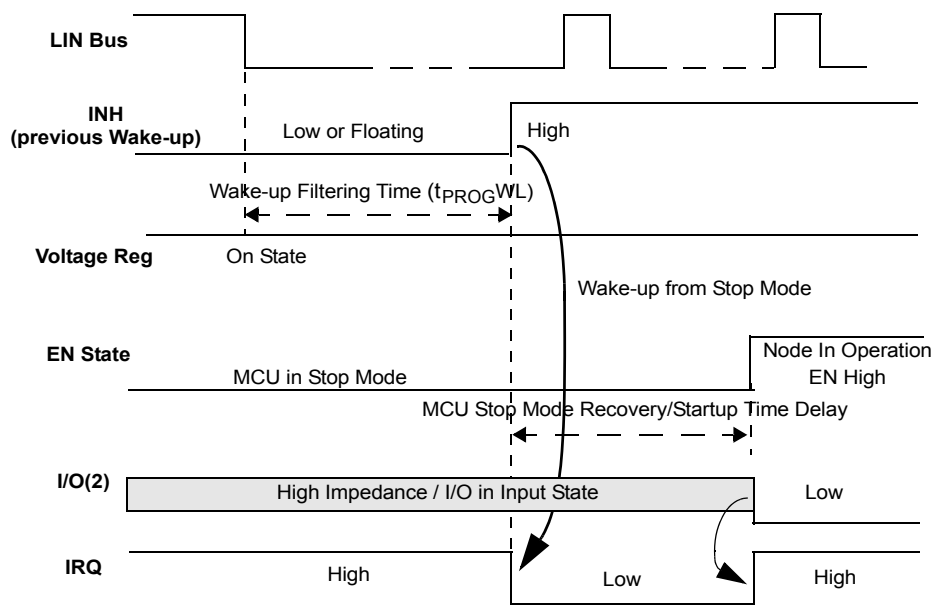 LIN Bus
INH
(previous Wake-up)
Low or Floating
High
Wake-up Filtering Time (tPROGWL)
Voltage Reg
On State
Wake-up from Stop Mode
EN State
Node In Operation
EN High
MCU in Stop Mode
MCU Stop Mode Recovery/Startup Time Delay
I/O(2)
High Impedance / I/O in Input State
Low
IRQ
High
Low
High